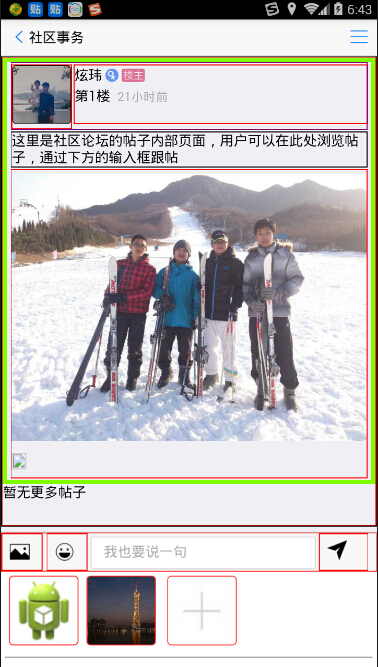 贴 贴 6:43
社区事务
炫玮 楼主
第1楼 21小时前
这里是社区论坛的帖子内部页面，用户可以在此处浏览帖
子，通过下方的输入框跟帖
暂无更多帖子
我也要说一句